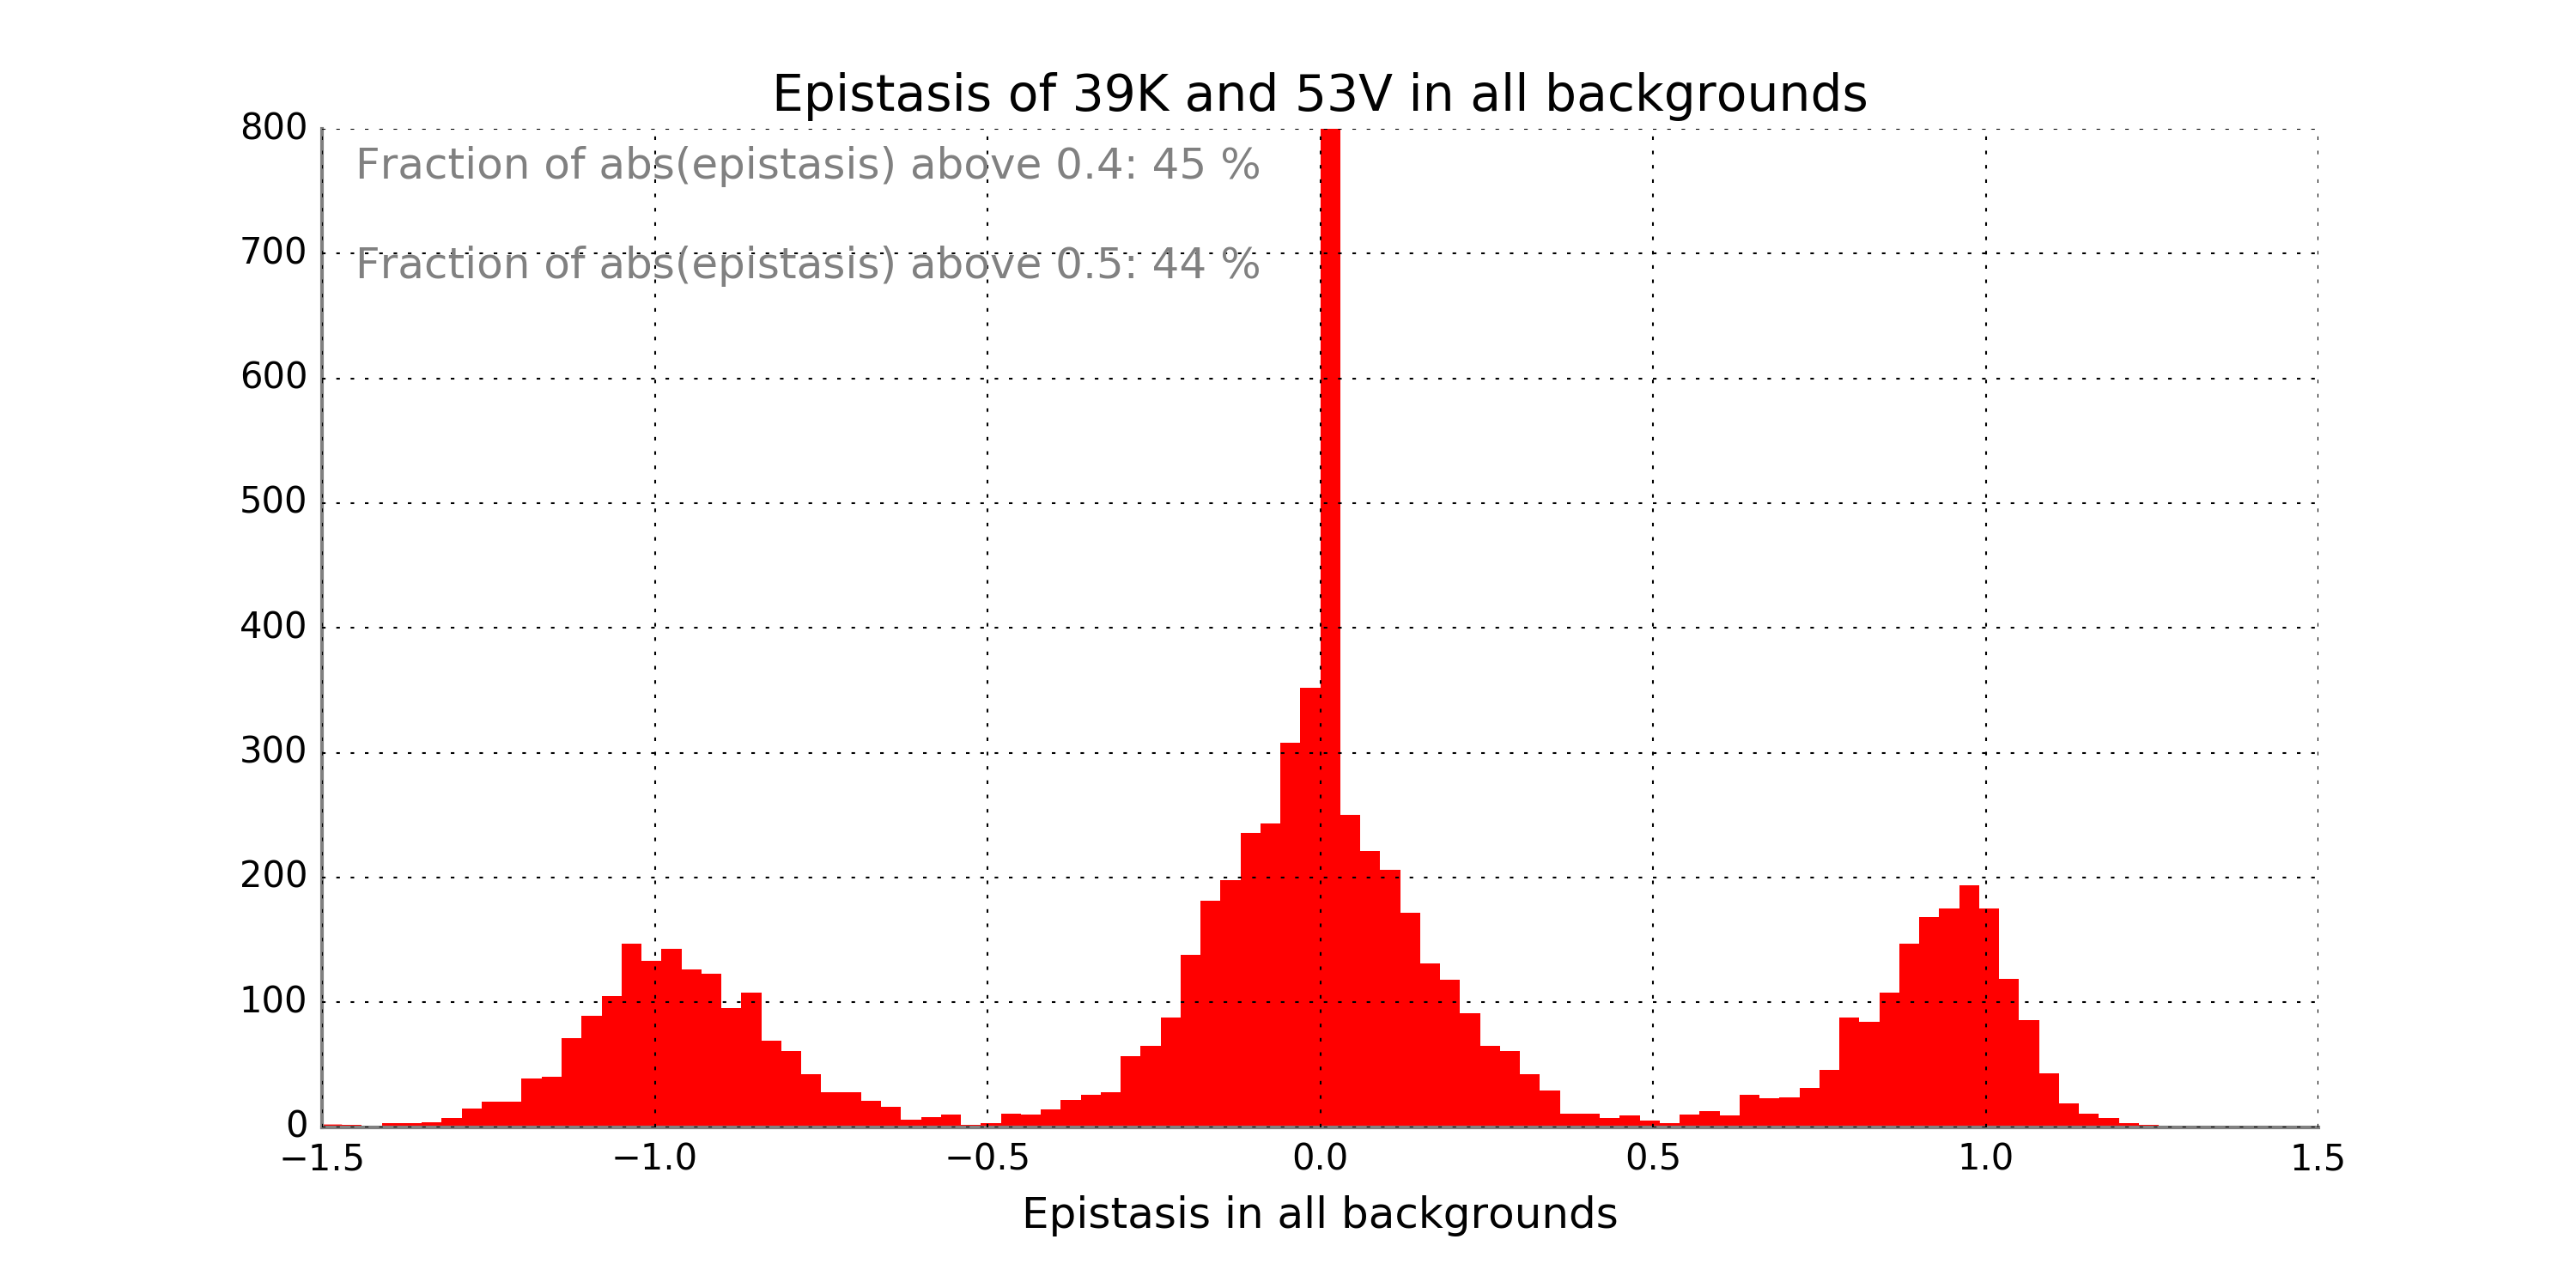 Epistasis of 39K and 53V in all backgrounds
800
Fraction of abs(epistasis) above 0.4: 45 %
700
Fraction of abs(epistasis) above 0.5: 44 %
600
500
400
300
200
100
0
−1.5 −1.0 −0.5 0.0 0.5 1.0 1.5
Epistasis in all backgrounds